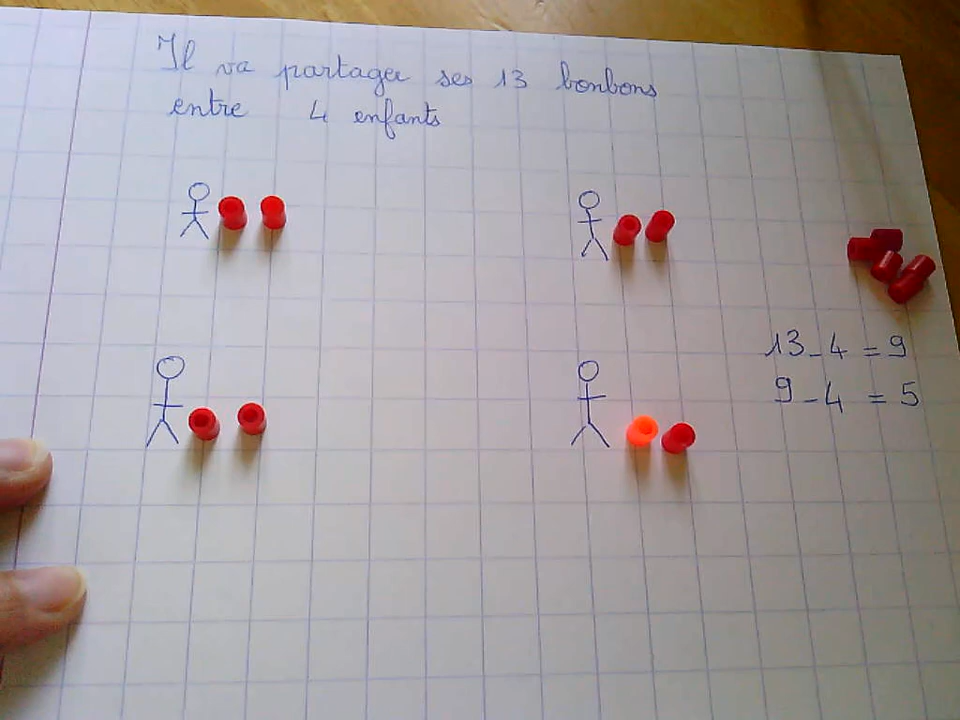 Il va partager ses 13 bonbons
entre 4 enfants
13 - 4 = 9
9 - 4 = 5